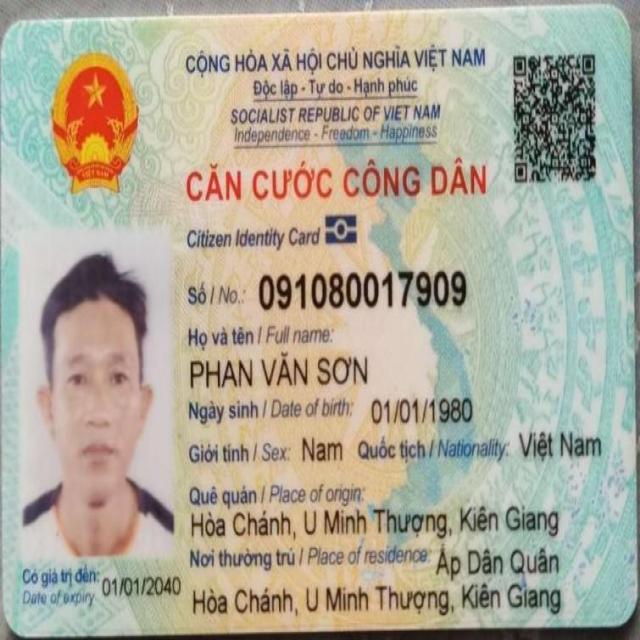 CỘNG HÒA XÃ HỘI CHỦ NGHĨA VIỆT NAM
Độc lập - Tự do - Hạnh phúc
SOCIALIST REPUBLIC OF VIET NAM
Independence - Freedom - Happiness
CĂN CƯỚC CÔNG DÂN
Citizen Identity Card
Số / No.: 091080017909
Họ và tên / Full name:
PHAN VĂN SƠN
Ngày sinh / Date of birth: 01/01/1980
Giới tính / Sex: Nam Quốc tịch / Nationality: Việt Nam
Quê quán / Place of origin:
Hòa Chánh, U Minh Thượng, Kiên Giang
Nơi thường trú / Place of residence: Ấp Dân Quân
Hòa Chánh, U Minh Thượng, Kiên Giang
Có giá trị đến: 01/01/2040
Date of expiry